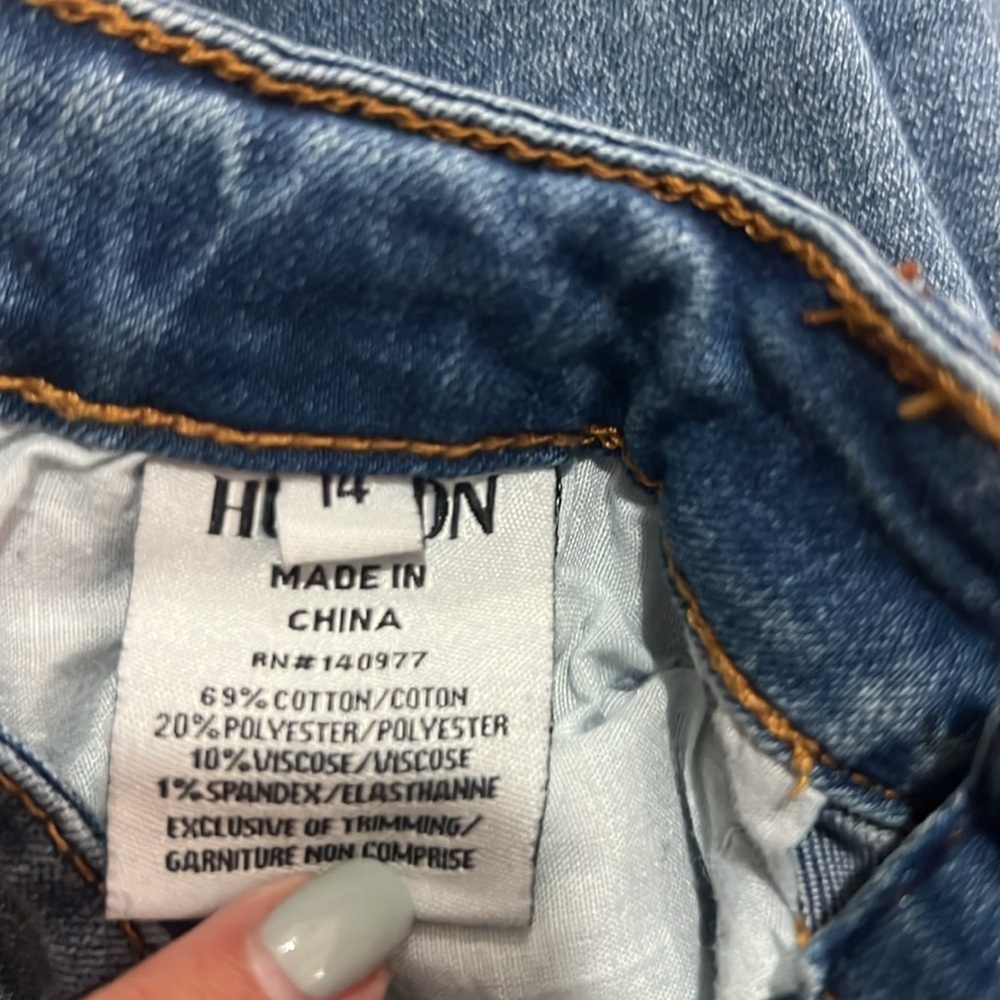 14
MADE IN
CHINA
RN#140977
69% COTTON/COTON
20% POLYESTER/POLYESTER
10% VISCOSE/VISCOSE
1% SPANDEX/ELASTHANNE
EXCLUSIVE OF TRIMMING/
GARNITURE NON COMPRISE